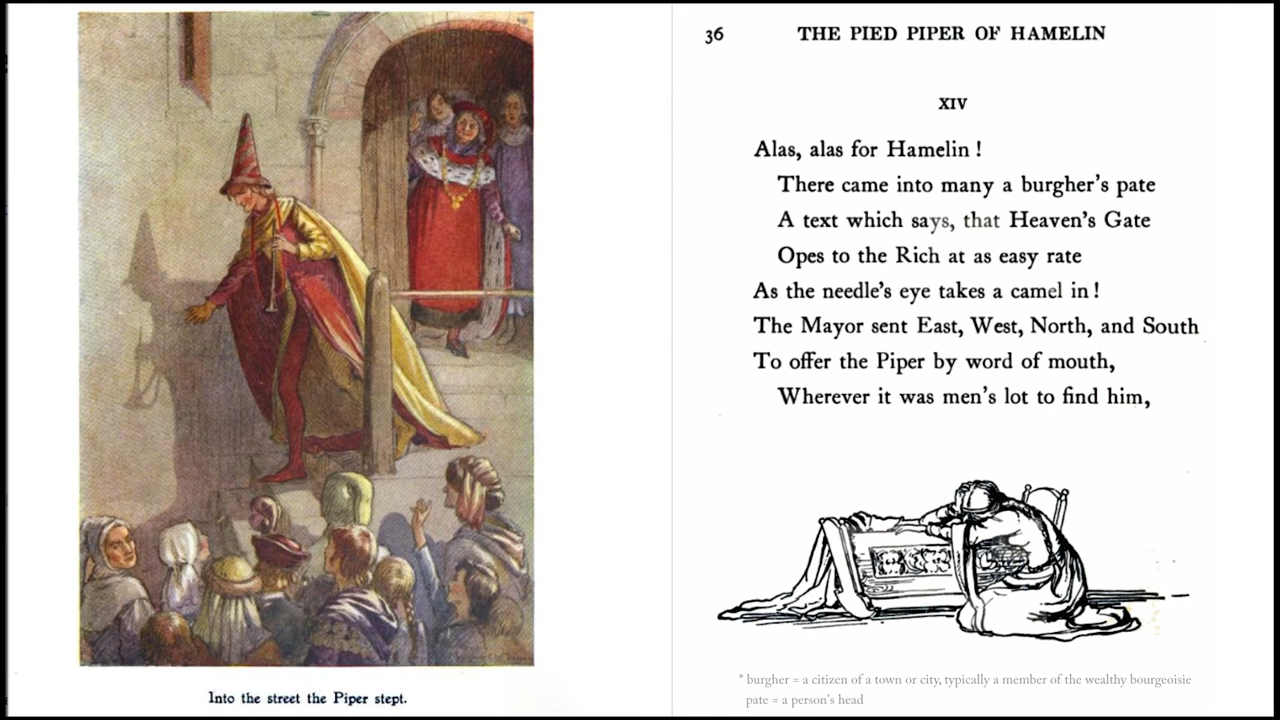 Into the street the Piper stept.
36 THE PIED PIPER OF HAMELIN
XIV
Alas, alas for Hamelin !
There came into many a burgher's pate
A text which says, that Heaven's Gate
Opes to the Rich at as easy rate
As the needle's eye takes a camel in !
The Mayor sent East, West, North, and South
To offer the Piper by word of mouth,
Wherever it was men's lot to find him,
* burgher = a citizen of a town or city, typically a member of the wealthy bourgeoisie
pate = a person's head